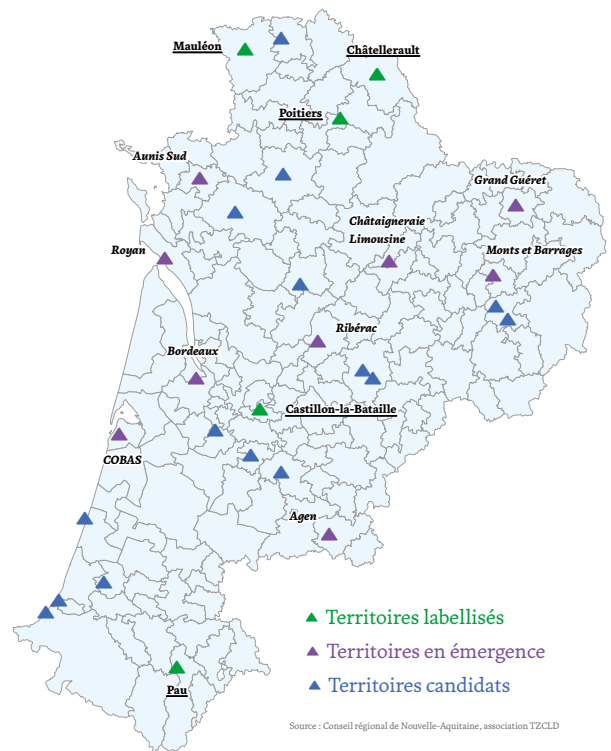 Mauléon
Châtellerault
Poitiers
Aunis Sud
Grand Guéret
Châtaigneraie
Limousine
Royan
Monts et Barrages
Ribérac
Bordeaux
Castillon-la-Bataille
COBAS
Agen
Territoires labellisés
Territoires en émergence
Territoires candidats
Pau
Source : Conseil régional de Nouvelle-Aquitaine, association TZCLD